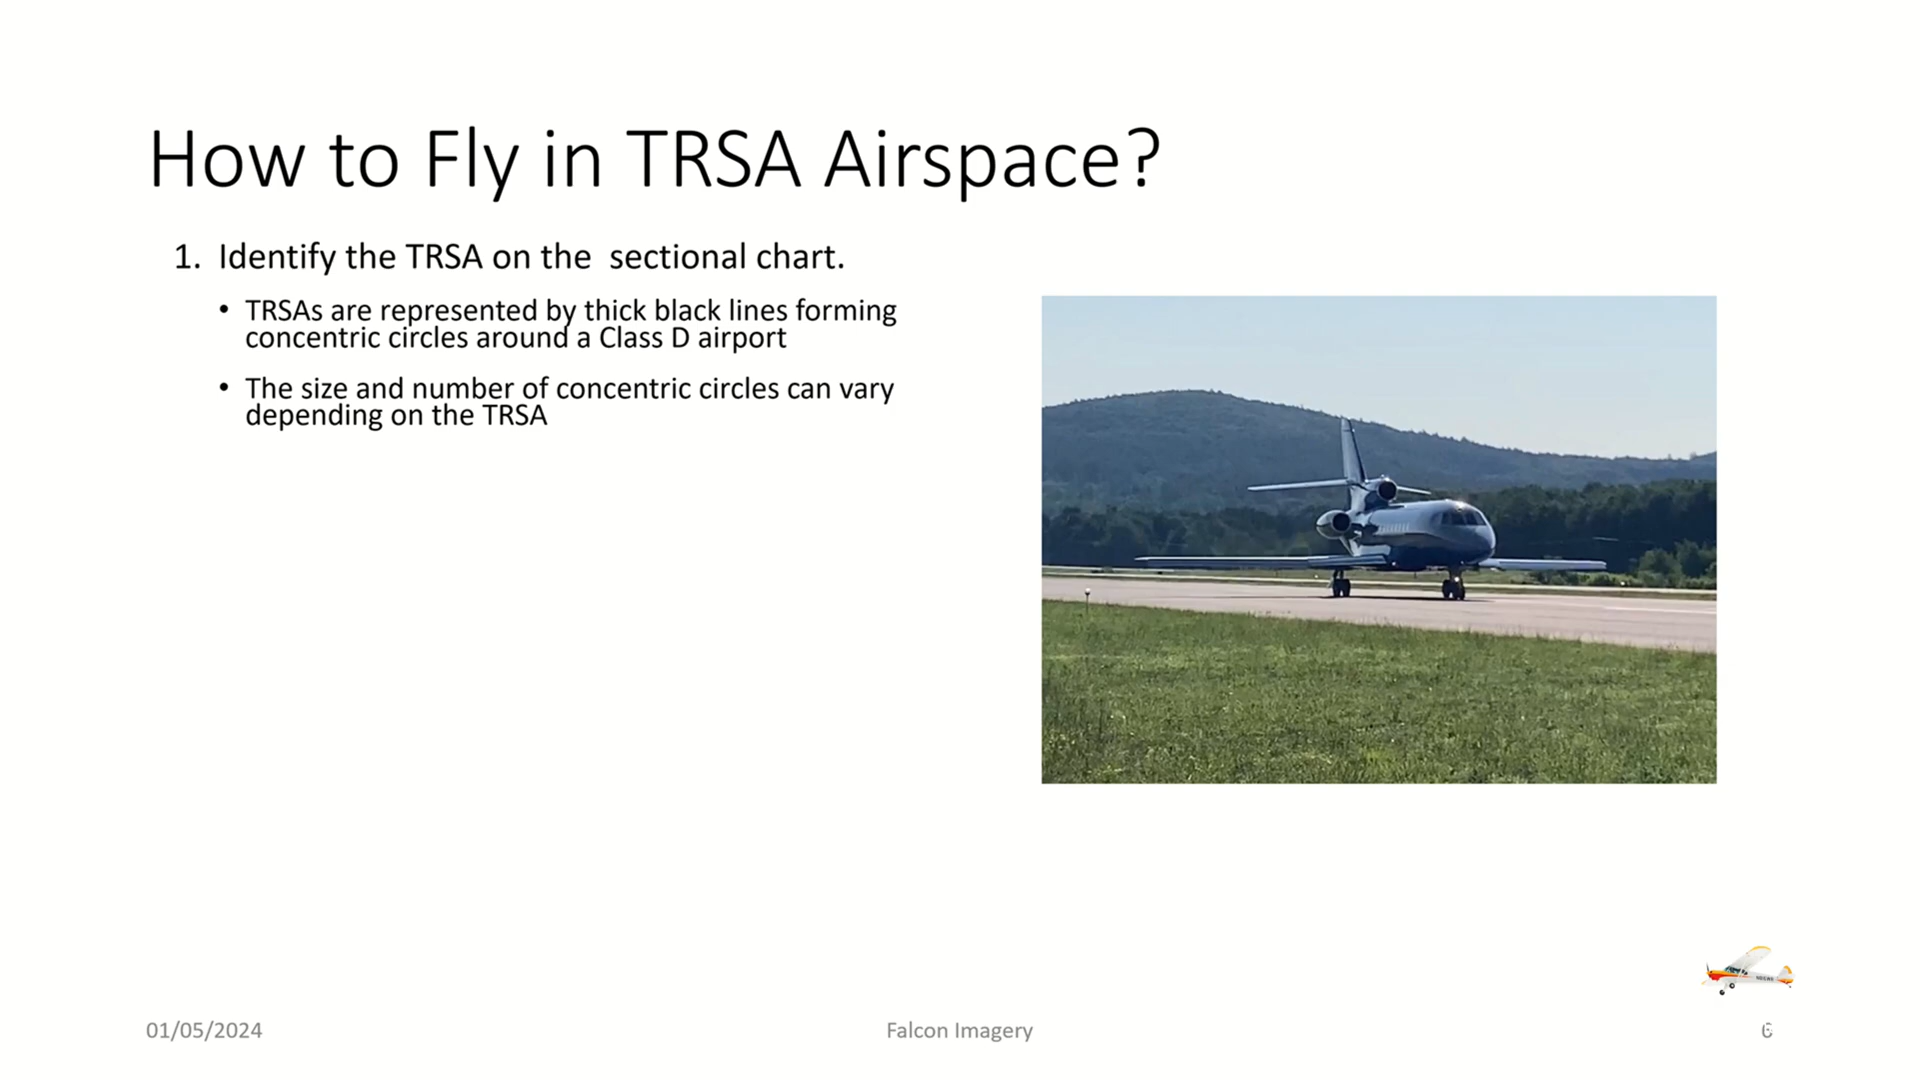 How to Fly in TRSA Airspace?
1. Identify the TRSA on the  sectional chart.
• TRSAs are represented by thick black lines forming
concentric circles around a Class D airport
• The size and number of concentric circles can vary
depending on the TRSA
01/05/2024
Falcon Imagery
6